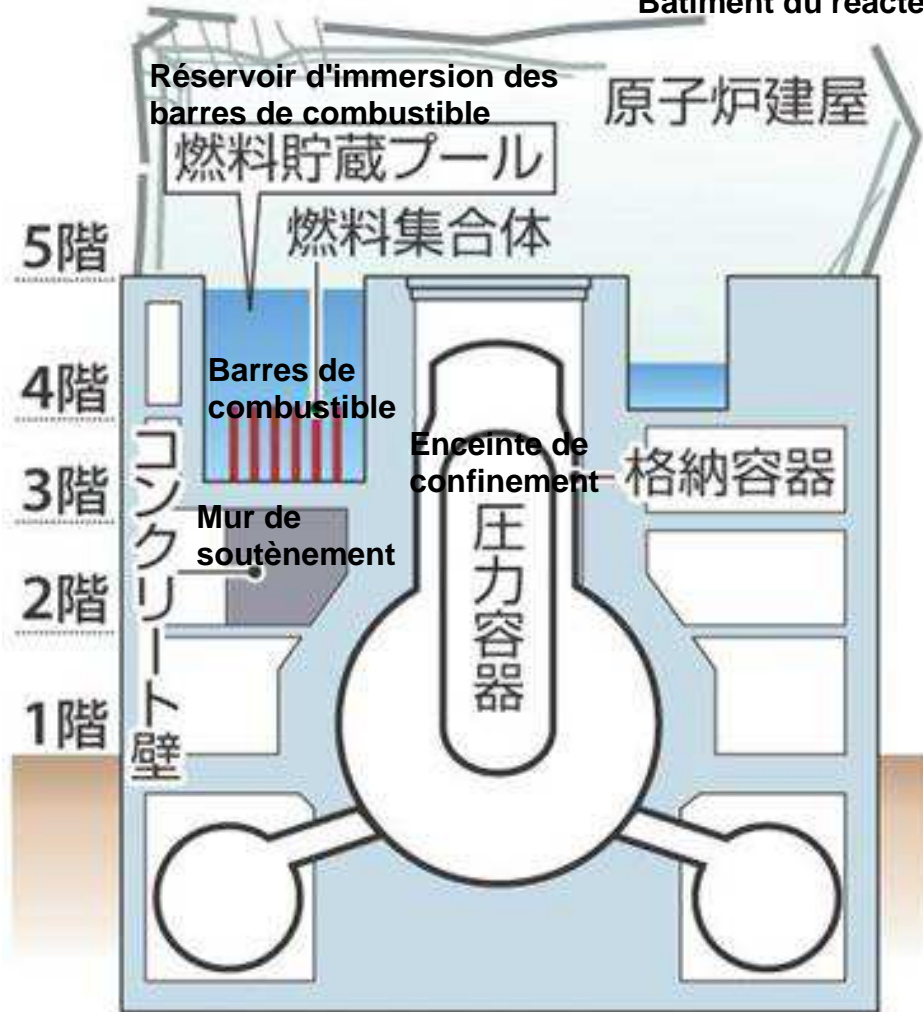 Bâtiment du réacte
Réservoir d'immersion des
barres de combustible
原子炉建屋
燃料貯蔵プール
燃料集合体
5階
4階
Barres de
combustible
Enceinte de
confinement
格納容器
3階
コンクリート壁
Mur de
soutènement
圧力容器
2階
1階